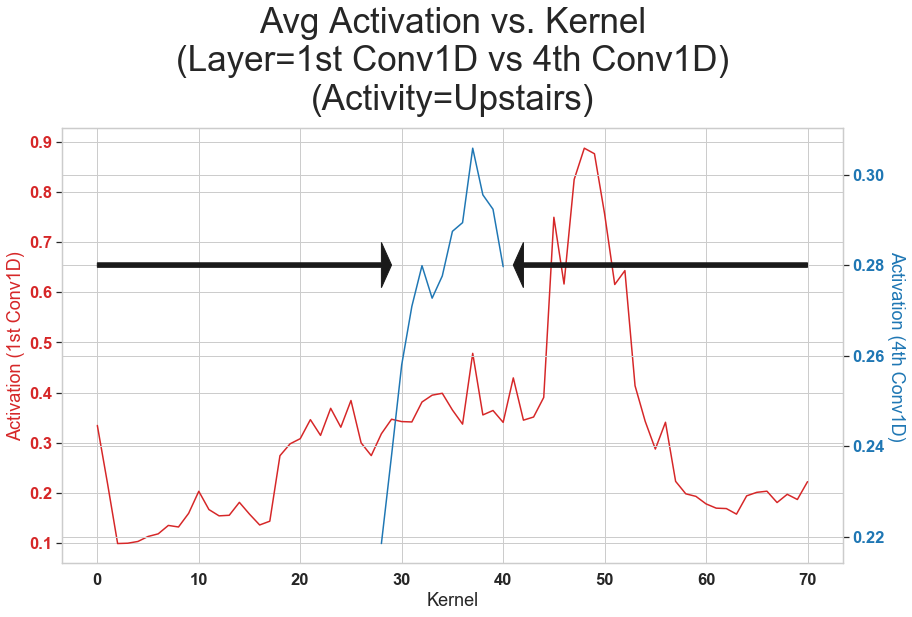 Avg Activation vs. Kernel
(Layer=1st Conv1D vs 4th Conv1D)
(Activity=Upstairs)
Activation (1st Conv1D)
0.9
0.8
0.7
0.6
0.5
0.4
0.3
0.2
0.1
0.30
0.28
0.26
0.24
0.22
Activation (4th Conv1D)
0 10 20 30 40 50 60 70
Kernel